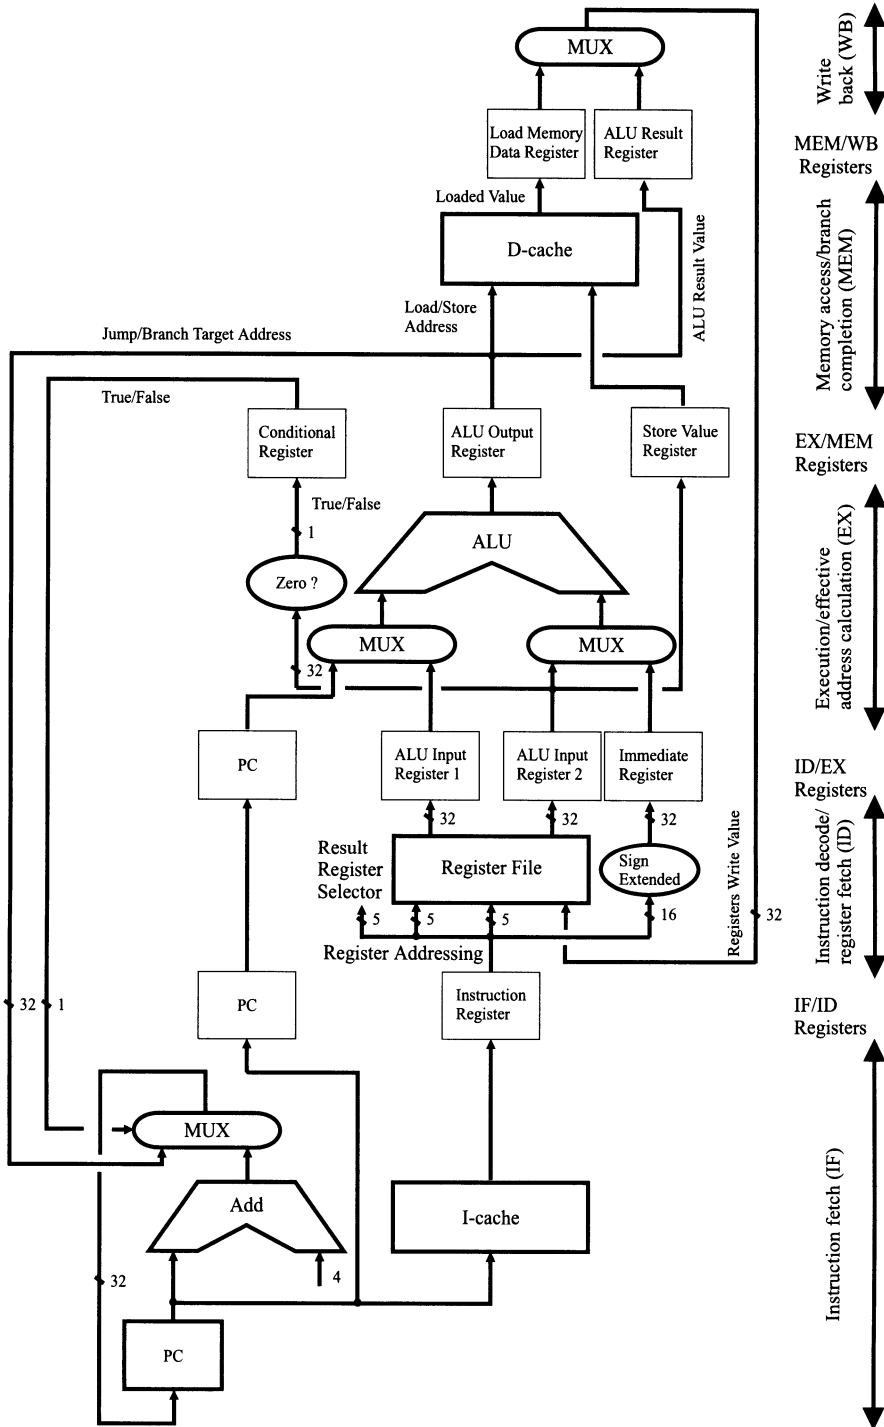 MUX
Write
back (WB)
Load Memory
Data Register
ALU Result
Register
MEM/WB
Registers
Loaded Value
D-cache
ALU Result Value
Memory access/branch
completion (MEM)
Load/Store
Address
Jump/Branch Target Address
True/False
Conditional
Register
ALU Output
Register
Store Value
Register
EX/MEM
Registers
True/False
1
ALU
Zero ?
Execution/effective
address calculation (EX)
MUX
MUX
32
PC
ALU Input
Register 1
ALU Input
Register 2
Immediate
Register
ID/EX
Registers
32
32
32
Result
Register
Selector
Register File
Sign
Extended
Registers Write Value
Instruction decode/
register fetch (ID)
5
5
5
16
32
Register Addressing
32
1
PC
Instruction
Register
IF/ID
Registers
MUX
Add
I-cache
Instruction fetch (IF)
32
4
PC